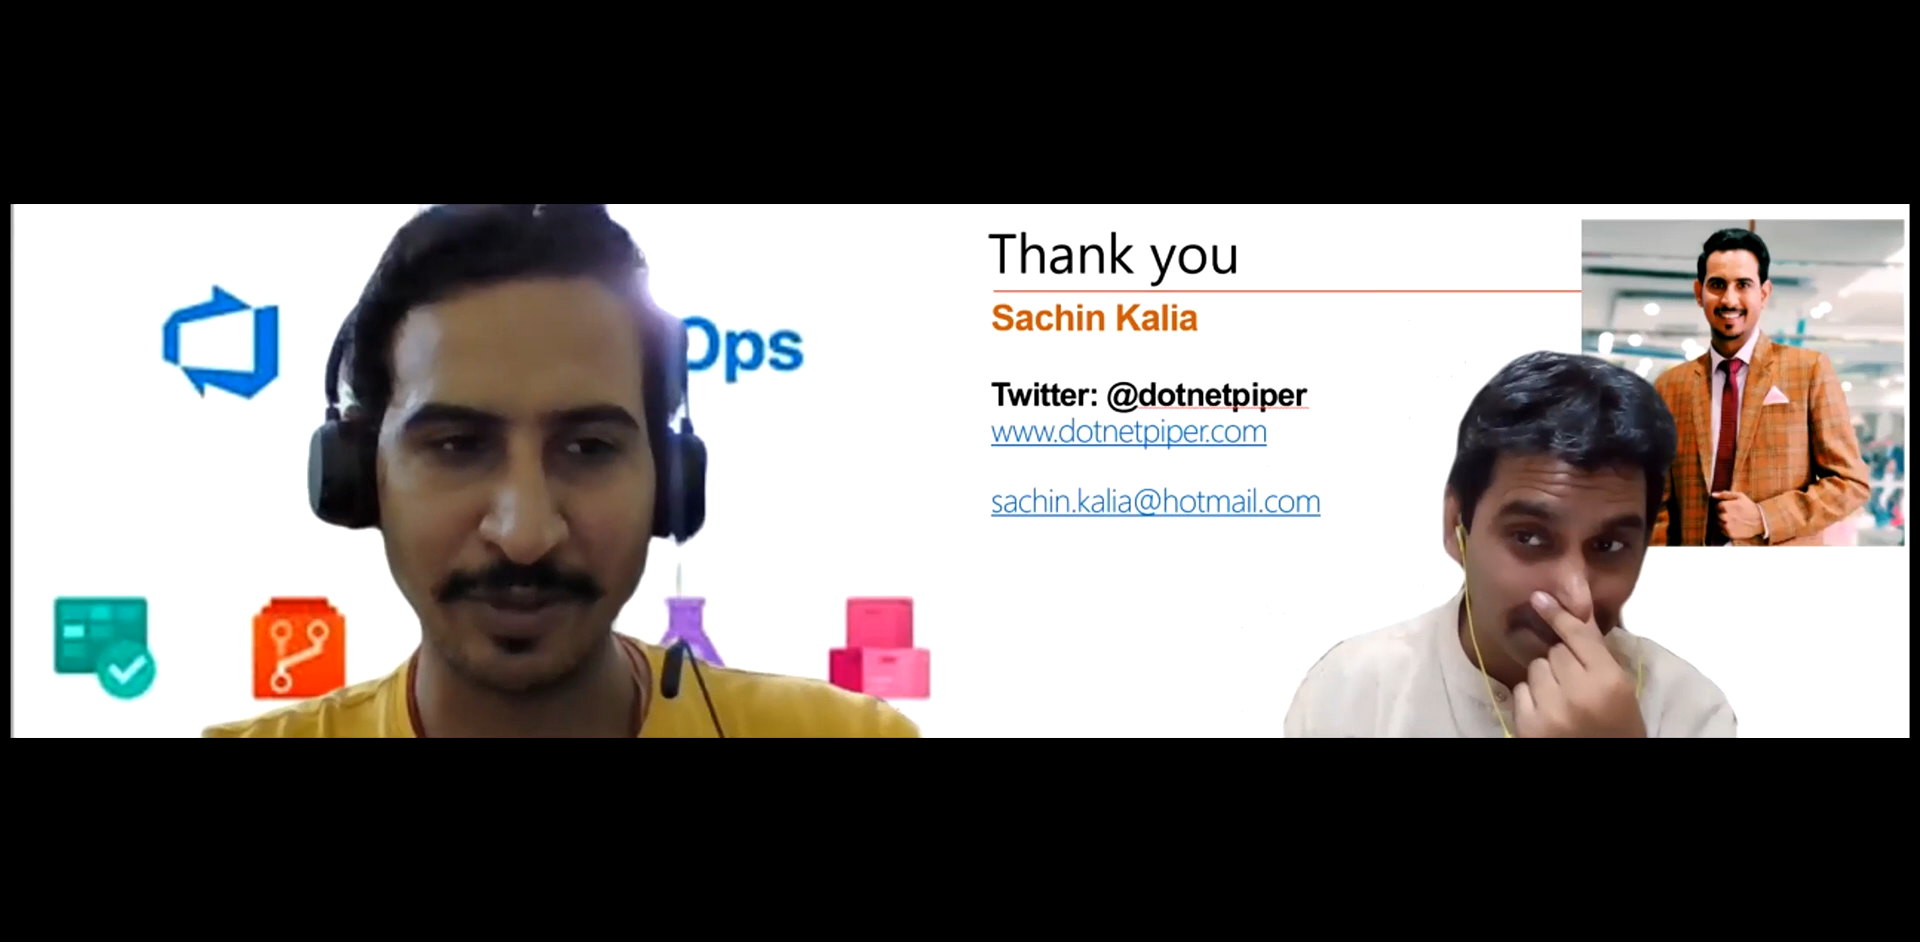 Ops
Thank you
Sachin Kalia
Twitter: @dotnetpiper
www.dotnetpiper.com
sachin.kalia@hotmail.com